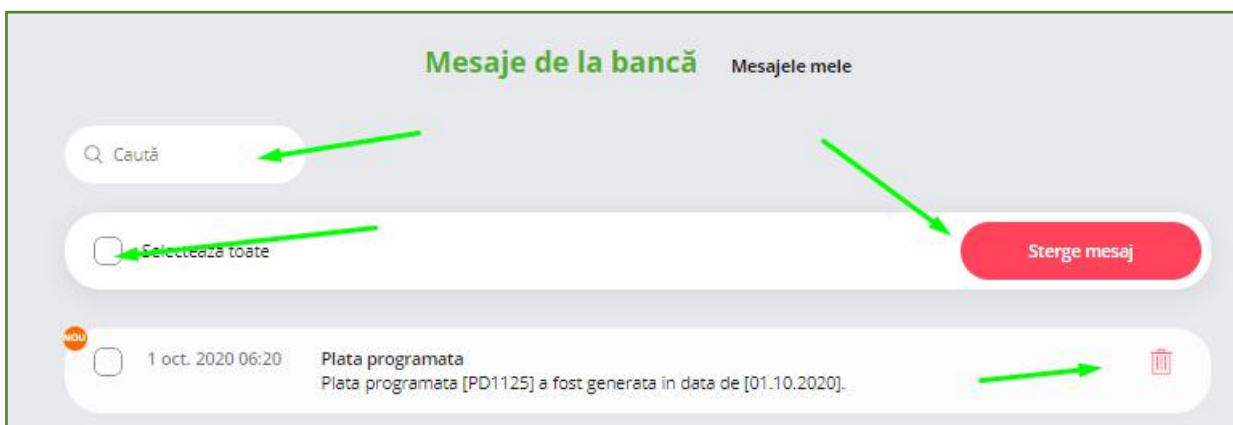 Mesaje de la bancă Mesajele mele
Caută
Selectează toate
Sterge mesaj
NOU
1 oct. 2020 06:20 Plata programata
Plata programata [PD1125] a fost generata in data de [01.10.2020].